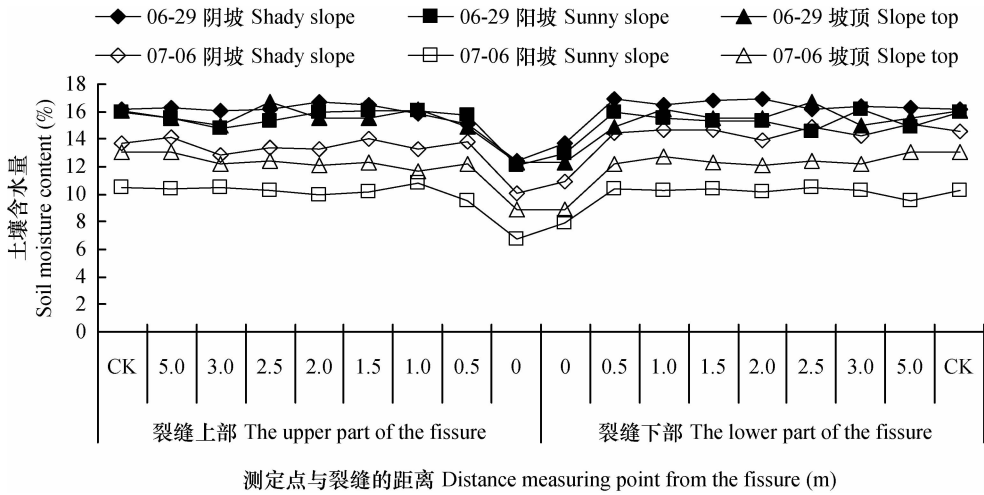 06-29 阴坡 Shady slope 06-29 阳坡 Sunny slope 06-29 坡顶 Slope top
07-06 阴坡 Shady slope 07-06 阳坡 Sunny slope 07-06 坡顶 Slope top
土壤含水量
Soil moisture content (%)
18
16
14
12
10
8
6
4
2
0
CK 5.0 3.0 2.5 2.0 1.5 1.0 0.5 0 0 0.5 1.0 1.5 2.0 2.5 3.0 5.0 CK
裂缝上部 The upper part of the fissure 裂缝下部 The lower part of the fissure
测定点与裂缝的距离 Distance measuring point from the fissure (m)